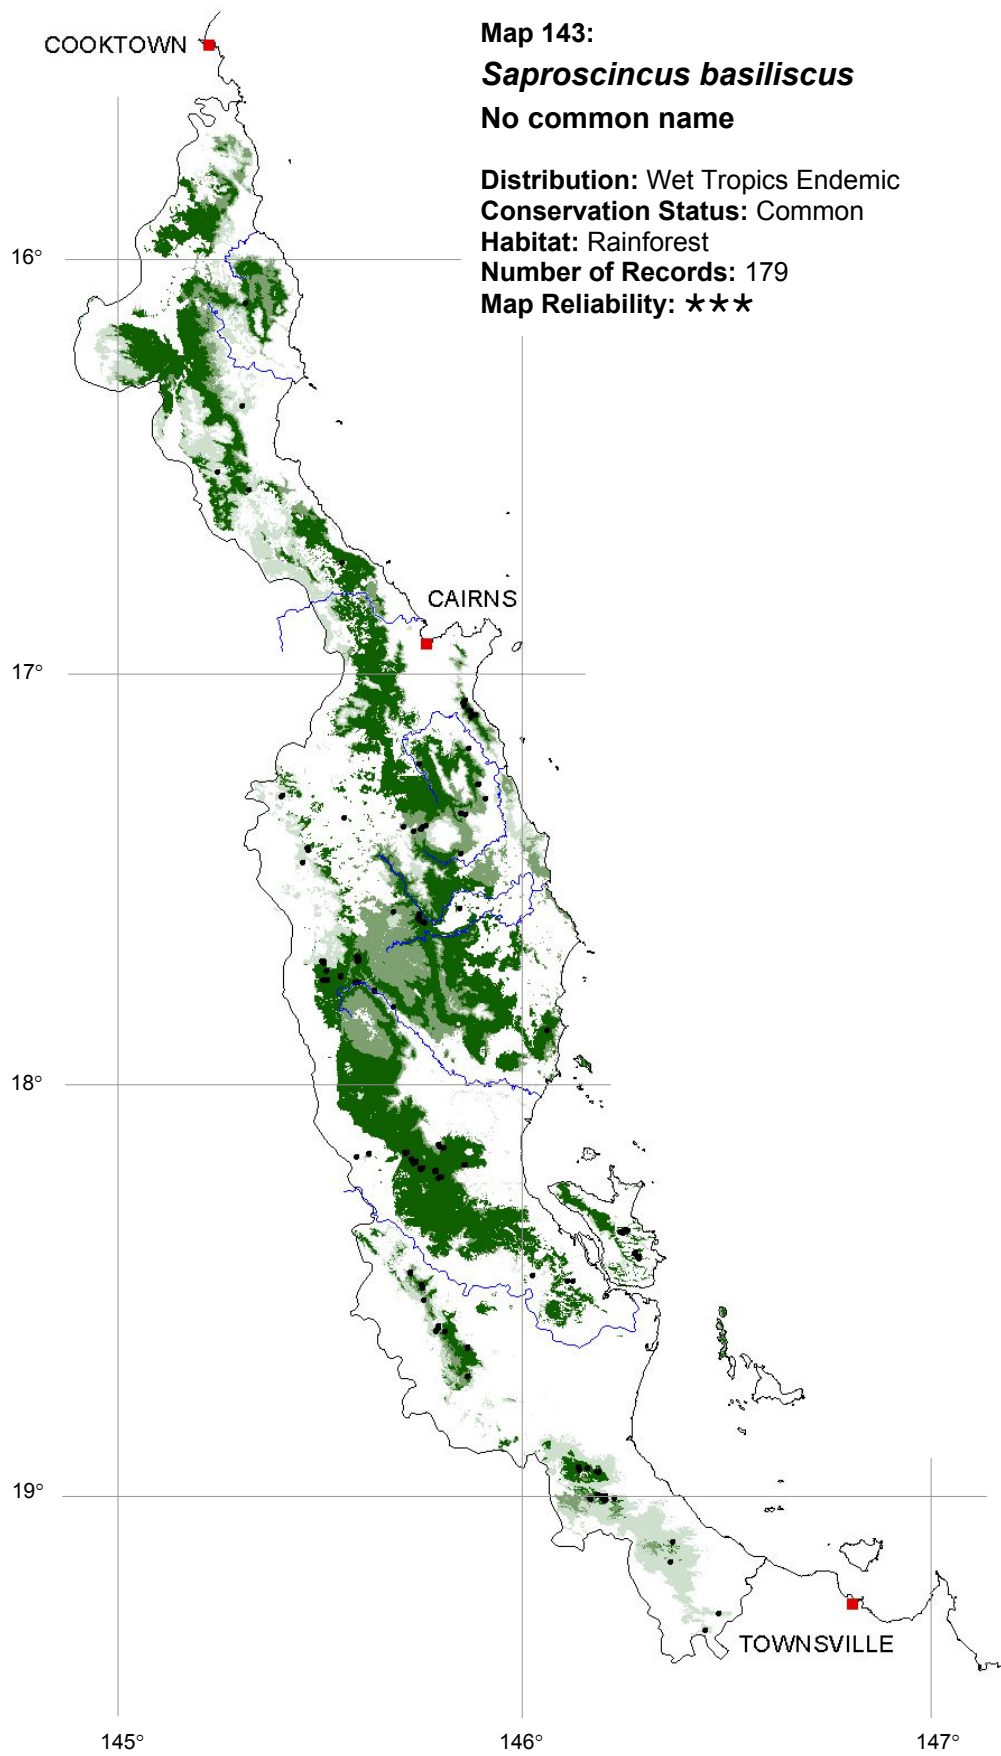 COOKTOWN
Map 143:
Saproscincus basiliscus
No common name
Distribution: Wet Tropics Endemic
Conservation Status: Common
Habitat: Rainforest
Number of Records: 179
Map Reliability: ★★★
16°
CAIRNS
17°
18°
19°
TOWNSVILLE
145°
146°
147°